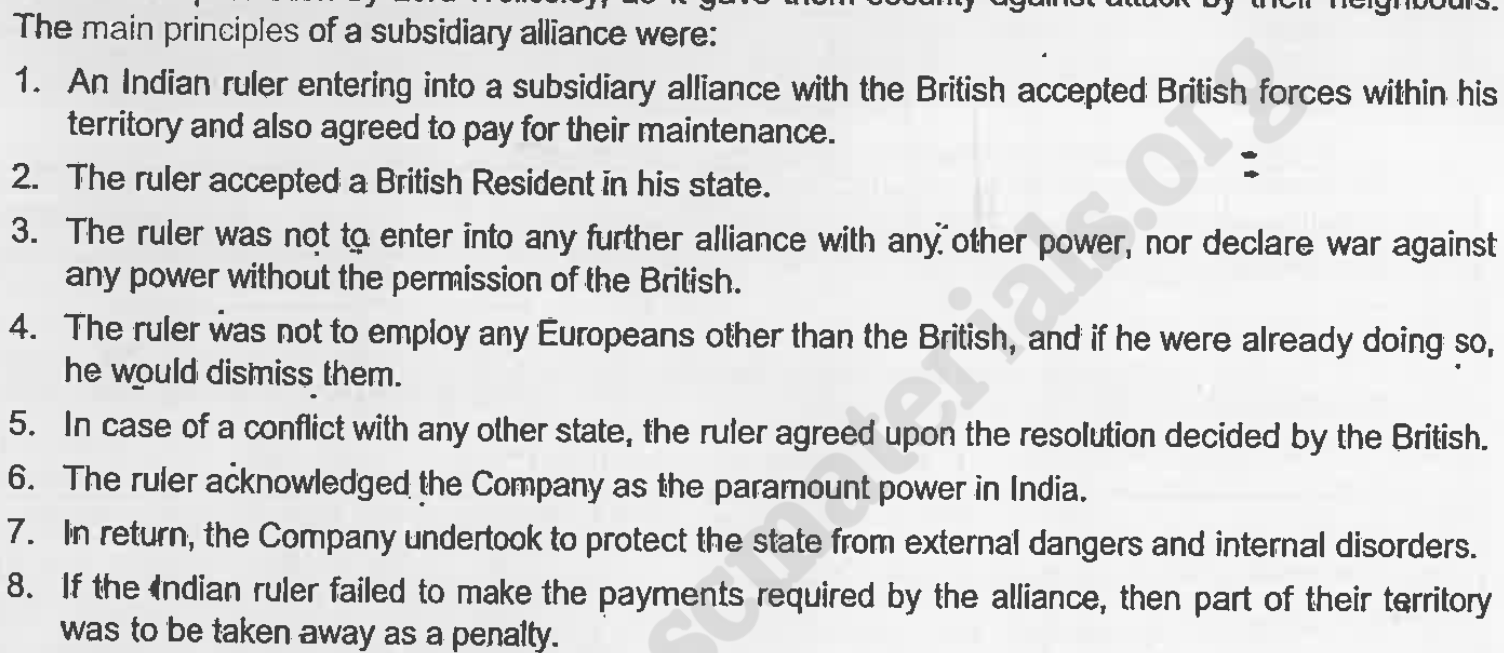 by Lord Wellesley, as it gave them security against attack by their neighbours.
The main principles of a subsidiary alliance were:
1. An Indian ruler entering into a subsidiary alliance with the British accepted British forces within his
territory and also agreed to pay for their maintenance.
2. The ruler accepted a British Resident in his state.
3. The ruler was not to enter into any further alliance with any other power, nor declare war against
any power without the permission of the British.
4. The ruler was not to employ any Europeans other than the British, and if he were already doing so,
he would dismiss them.
5. In case of a conflict with any other state, the ruler agreed upon the resolution decided by the British.
6. The ruler acknowledged the Company as the paramount power in India.
7. In return, the Company undertook to protect the state from external dangers and internal disorders.
8. If the Indian ruler failed to make the payments required by the alliance, then part of their territory
was to be taken away as a penalty.
scmaterials.org